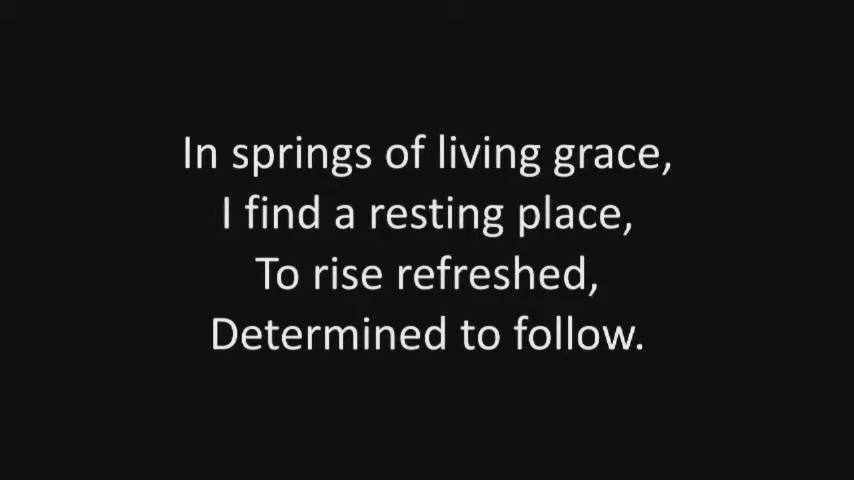 In springs of living grace,
I find a resting place,
To rise refreshed,
Determined to follow.